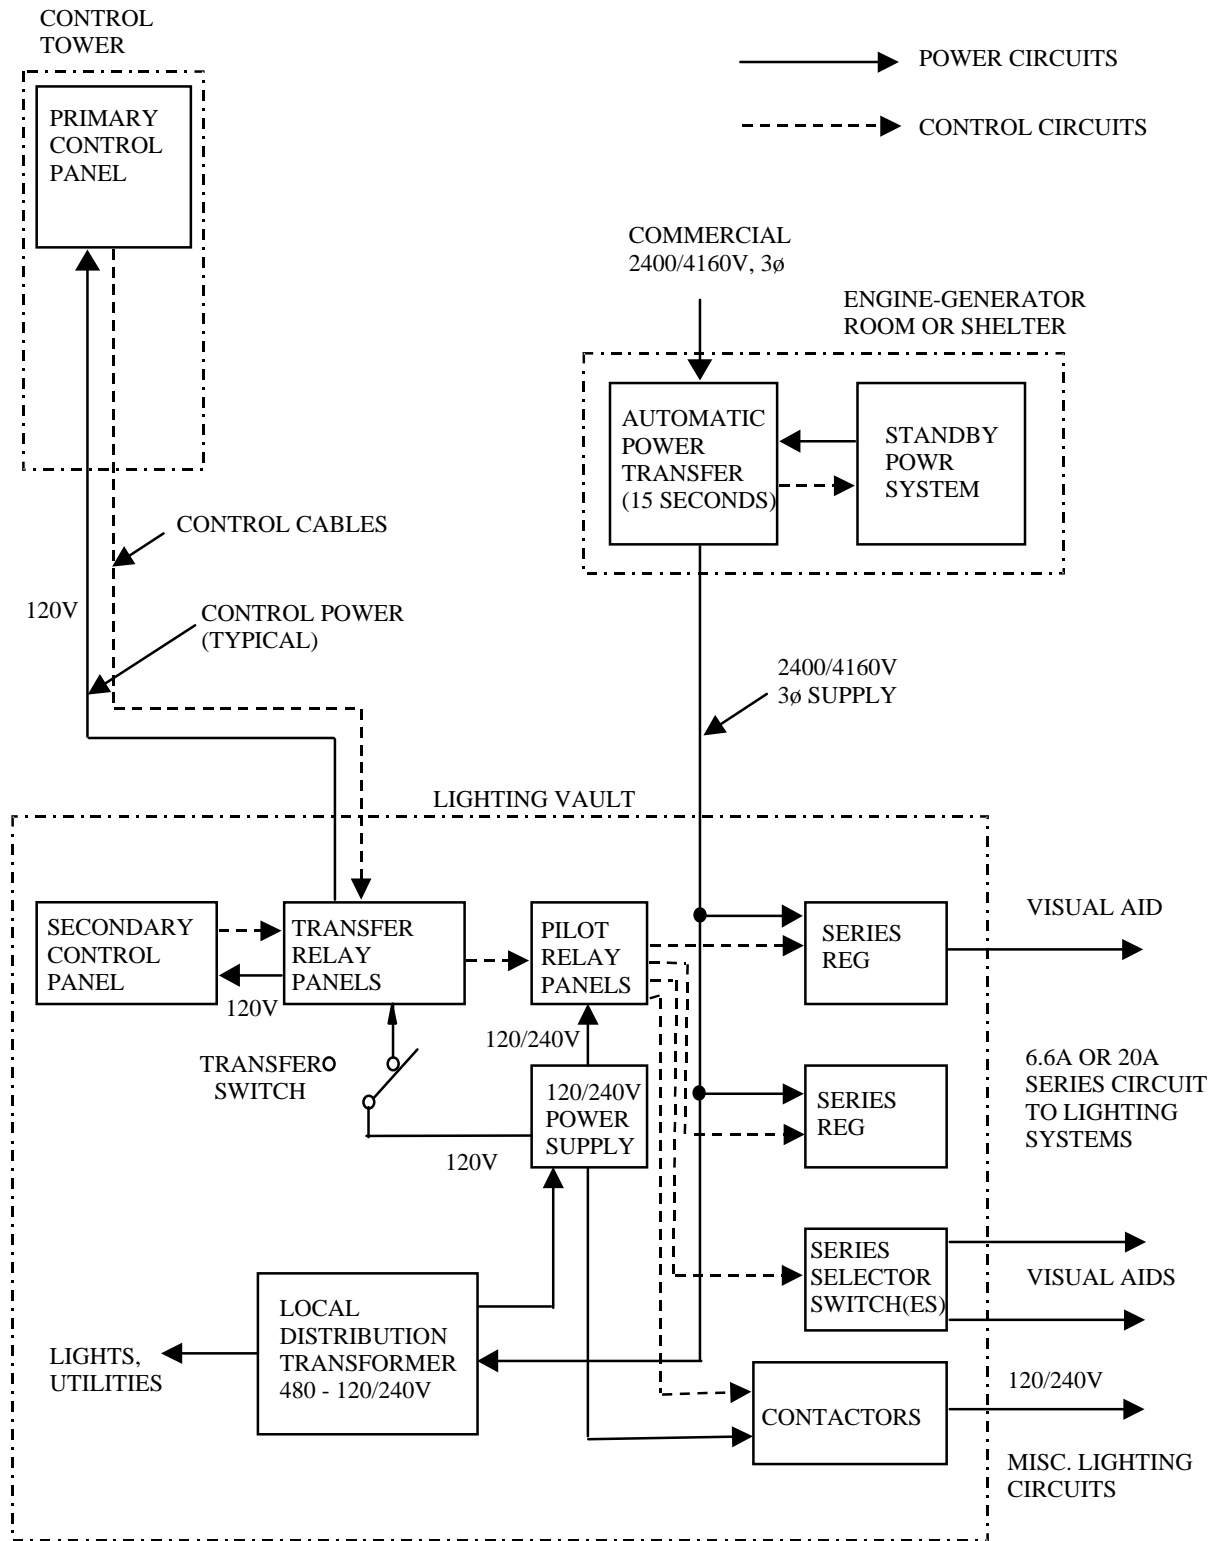 CONTROL
TOWER
POWER CIRCUITS
PRIMARY
CONTROL
PANEL
CONTROL CIRCUITS
COMMERCIAL
2400/4160V, 3ø
ENGINE-GENERATOR
ROOM OR SHELTER
AUTOMATIC
POWER
TRANSFER
(15 SECONDS)
STANDBY
POWR
SYSTEM
CONTROL CABLES
120V
CONTROL POWER
(TYPICAL)
2400/4160V
3ø SUPPLY
LIGHTING VAULT
SECONDARY
CONTROL
PANEL
TRANSFER
RELAY
PANELS
PILOT
RELAY
PANELS
SERIES
REG
VISUAL AID
120V
120/240V
TRANSFER
SWITCH
120/240V
POWER
SUPPLY
120V
SERIES
REG
6.6A OR 20A
SERIES CIRCUIT
TO LIGHTING
SYSTEMS
SERIES
SELECTOR
SWITCH(ES)
VISUAL AIDS
LOCAL
DISTRIBUTION
TRANSFORMER
480 - 120/240V
LIGHTS,
UTILITIES
CONTACTORS
120/240V
MISC. LIGHTING
CIRCUITS